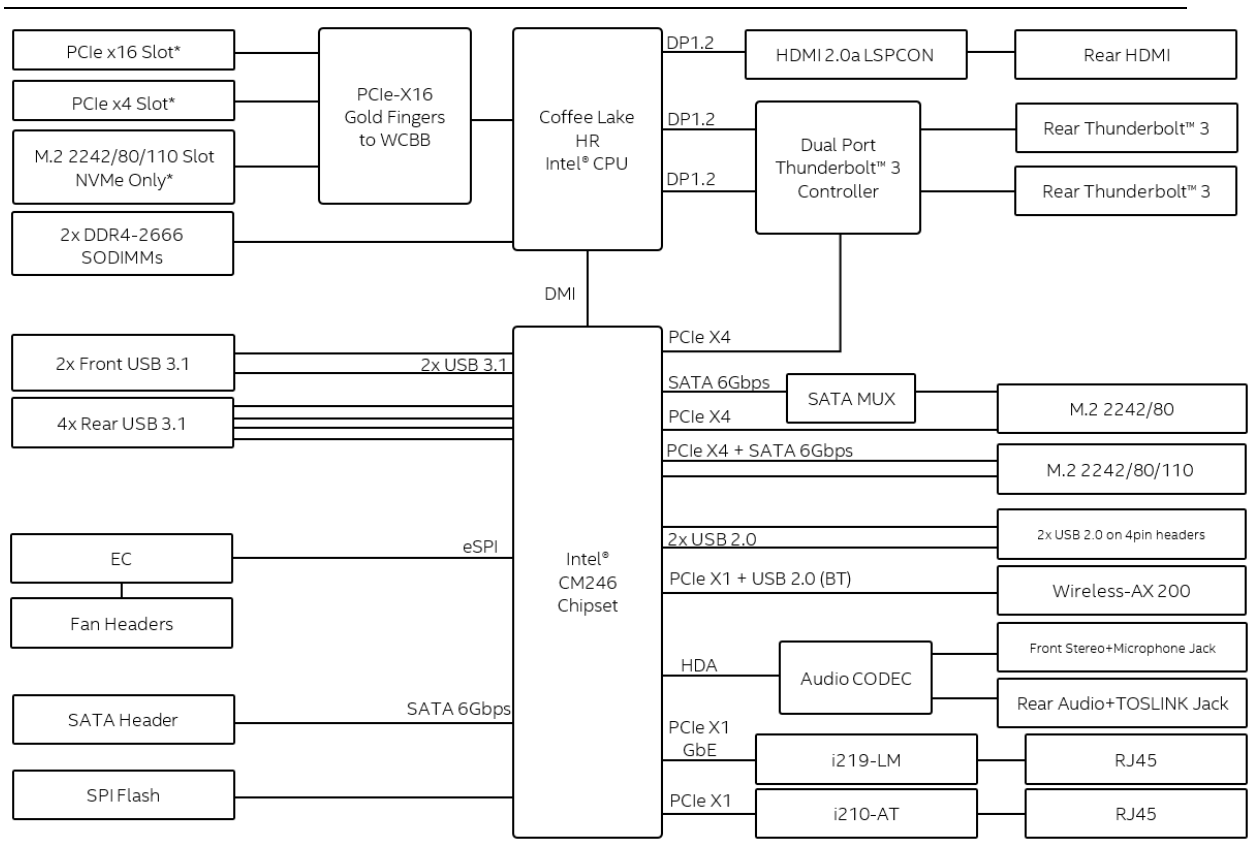 PCIe x16 Slot*
PCIe x4 Slot*
M.2 2242/80/110 Slot
NVMe Only*
2x DDR4-2666
SODIMMs
PCIe-X16
Gold Fingers
to WCBB
Coffee Lake
HR
Intel® CPU
DP1.2
HDMI 2.0a LSPCON
Rear HDMI
DP1.2
DP1.2
Dual Port
Thunderbolt™ 3
Controller
Rear Thunderbolt™ 3
Rear Thunderbolt™ 3
DMI
2x Front USB 3.1
2x USB 3.1
4x Rear USB 3.1
EC
eSPI
Fan Headers
SATA Header
SATA 6Gbps
SPI Flash
Intel®
CM246
Chipset
PCIe X4
SATA 6Gbps
SATA MUX
PCIe X4
M.2 2242/80
PCIe X4 + SATA 6Gbps
M.2 2242/80/110
2x USB 2.0
2x USB 2.0 on 4pin headers
PCIe X1 + USB 2.0 (BT)
Wireless-AX 200
HDA
Audio CODEC
Front Stereo+Microphone Jack
Rear Audio+TOSLINK Jack
PCIe X1
GbE
i219-LM
RJ45
PCIe X1
i210-AT
RJ45